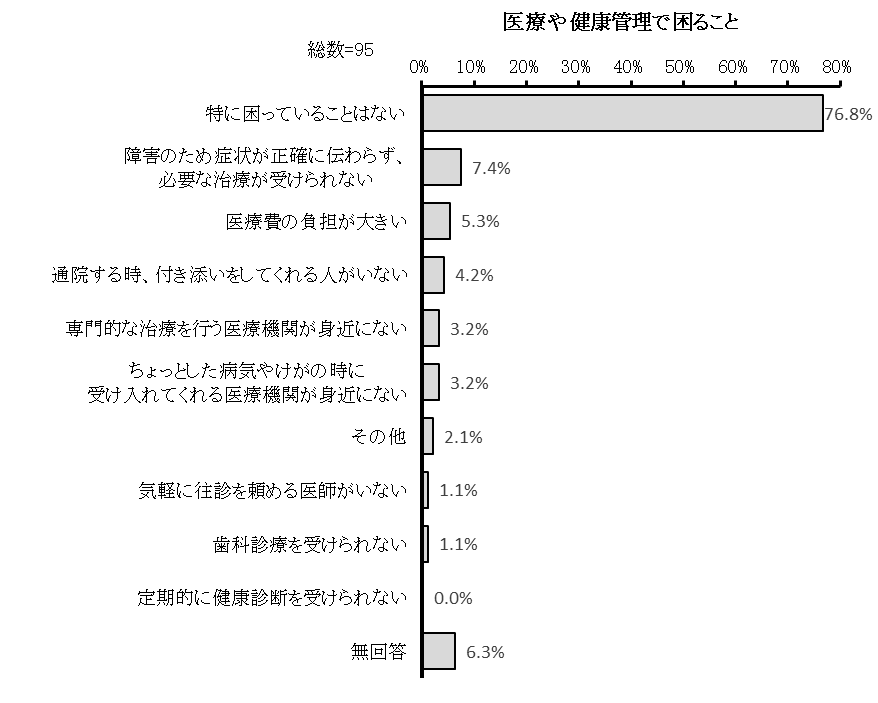 医療や健康管理で困ること
総数=95
0% 10% 20% 30% 40% 50% 60% 70% 80%
特に困っていることはない 76.8%
障害のため症状が正確に伝わらず、
必要な治療が受けられない 7.4%
医療費の負担が大きい 5.3%
通院する時、付き添いをしてくれる人がいない 4.2%
専門的な治療を行う医療機関が身近にない 3.2%
ちょっとした病気やけがの時に
受け入れてくれる医療機関が身近にない 3.2%
その他 2.1%
気軽に往診を頼める医師がいない 1.1%
歯科診療を受けられない 1.1%
定期的に健康診断を受けられない 0.0%
無回答 6.3%